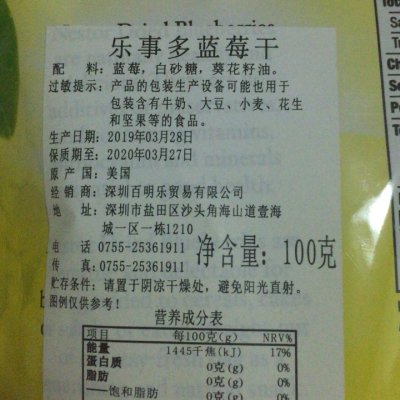 Dried Blueberries
乐事多蓝莓干
配 料:蓝莓,白砂糖,葵花籽油。
过敏提示:产品的包装生产设备可能也用于
包装含有牛奶、大豆、小麦、花生
和坚果等的食品。
生产日期:2019年03月28日
保质期至:2020年03月27日
原 产 国:美国
经 销 商:深圳百明乐贸易有限公司
地 址:深圳市盐田区沙头角海山道壹海
城一区一栋1210
电 话 0755-25361911
传 真:0755-25361911
净含量:100克
贮存条件:请置于阴凉干燥处,避免阳光直射。
图例仅供参考!
营养成分表
项目 每100克(g) NRV%
能量 1445千焦(kJ) 17%
蛋白质 0克(g) 0%
脂肪 0克(g) 0%
——饱和脂肪 0克(g) 0%